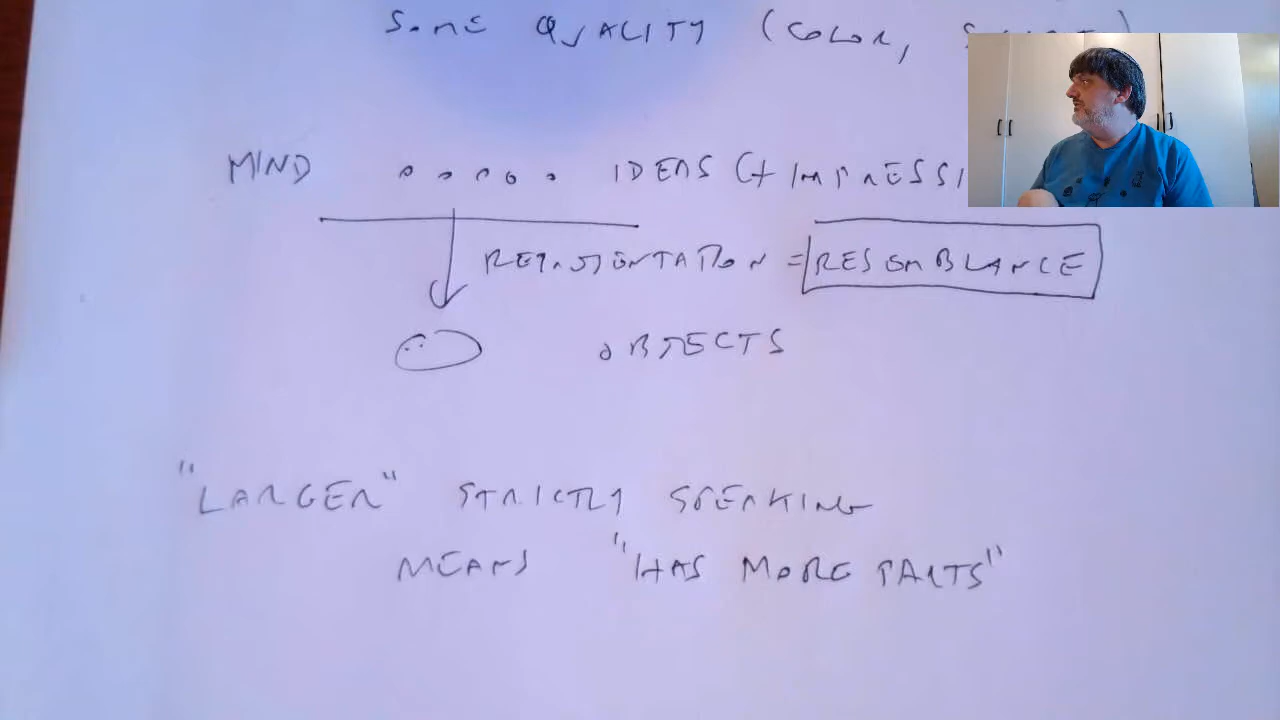 SOME QUALITY (COLOR,
MIND IDEAS (+ IMPRESSI
REPRESENTATION = RESEMBLANCE
OBJECTS
"LARGER" STRICTLY SPEAKING
MEANS "HAS MORE PARTS"